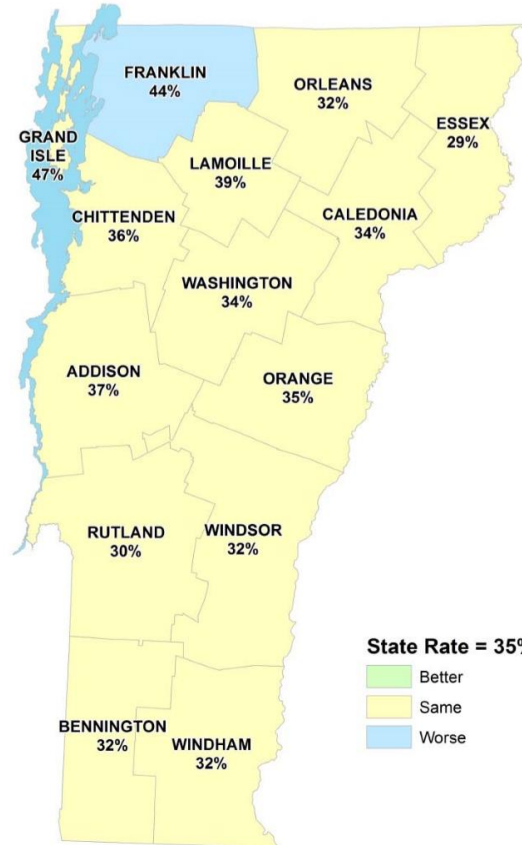 FRANKLIN
44%
ORLEANS
32%
ESSEX
29%
GRAND
ISLE
47%
LAMOILLE
39%
CHITTENDEN
36%
CALEDONIA
34%
WASHINGTON
34%
ADDISON
37%
ORANGE
35%
RUTLAND
30%
WINDSOR
32%
BENNINGTON
32%
WINDHAM
32%
State Rate = 35%
Better
Same
Worse